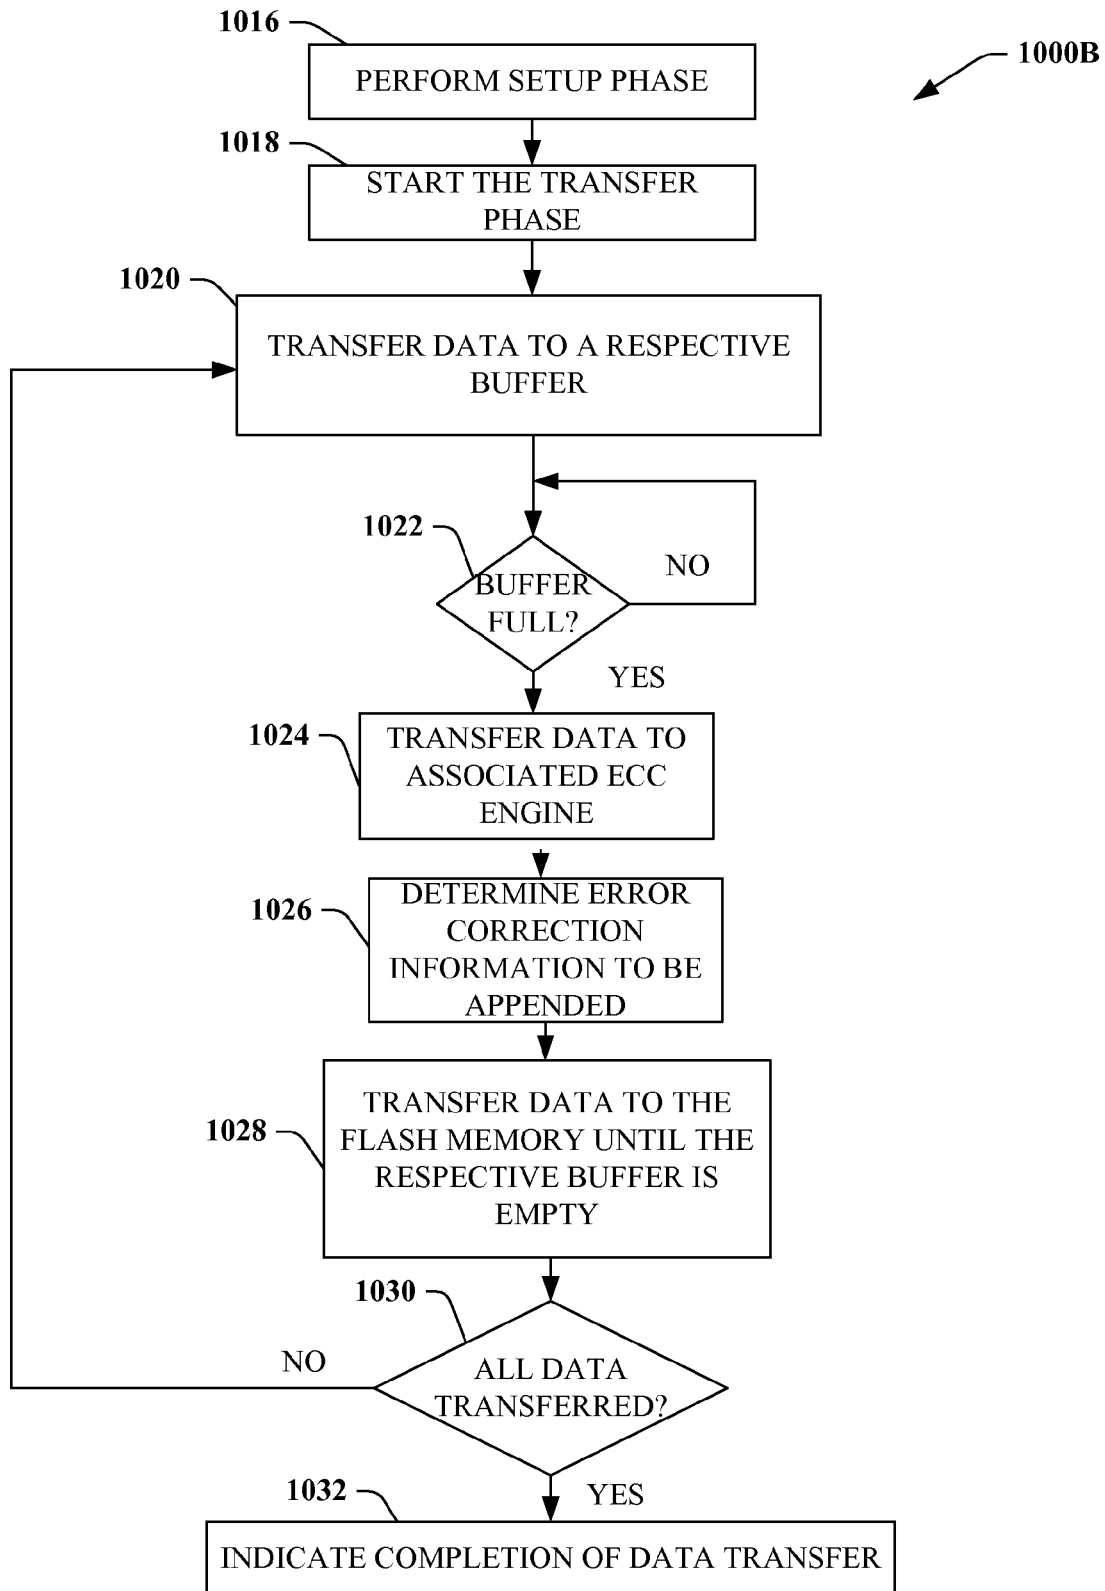 1016
1000B
PERFORM SETUP PHASE
1018
START THE TRANSFER
PHASE
1020
TRANSFER DATA TO A RESPECTIVE
BUFFER
1022
BUFFER
FULL?
NO
YES
1024
TRANSFER DATA TO
ASSOCIATED ECC
ENGINE
1026
DETERMINE ERROR
CORRECTION
INFORMATION TO BE
APPENDED
1028
TRANSFER DATA TO THE
FLASH MEMORY UNTIL THE
RESPECTIVE BUFFER IS
EMPTY
1030
NO
ALL DATA
TRANSFERRED?
YES
1032
INDICATE COMPLETION OF DATA TRANSFER